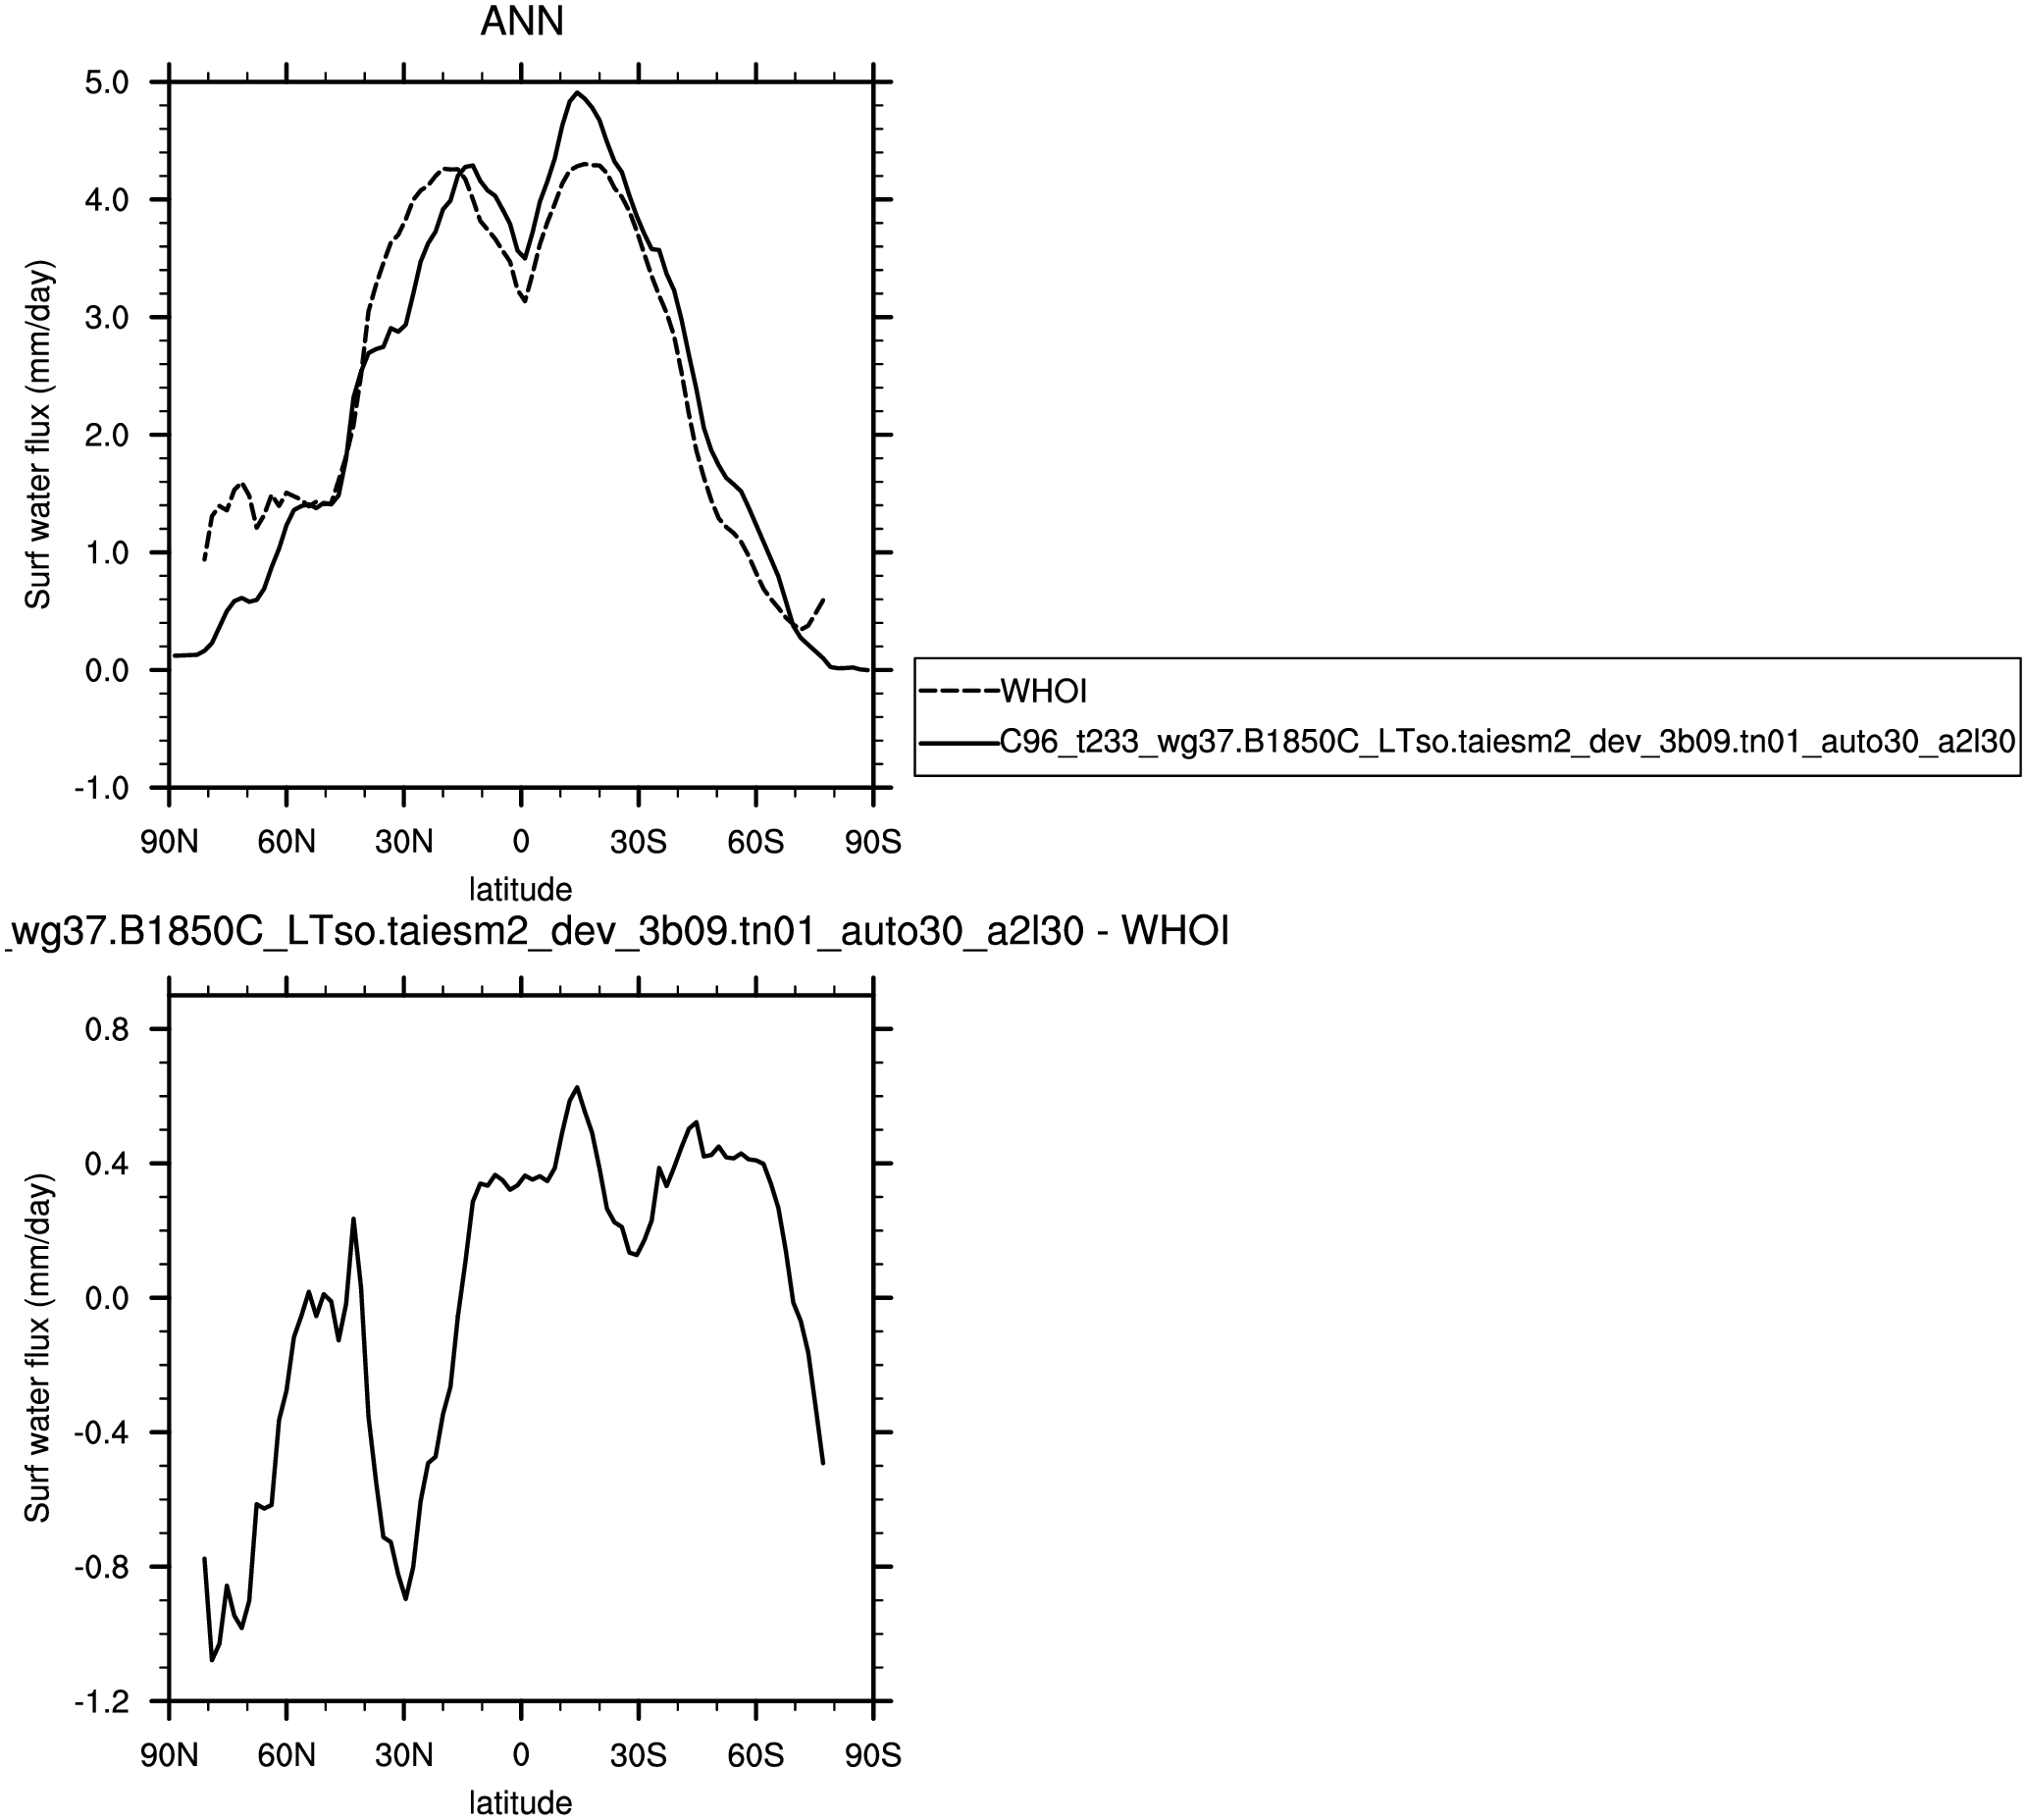 ANN
5.0
4.0
3.0
2.0
1.0
0.0
-1.0
Surf water flux (mm/day)
90N 60N 30N 0 30S 60S 90S
latitude
WHOI
C96_t233_wg37.B1850C_LTso.taiesm2_dev_3b09.tn01_auto30_a2l30
_wg37.B1850C_LTso.taiesm2_dev_3b09.tn01_auto30_a2l30 - WHOI
0.8
0.4
0.0
-0.4
-0.8
-1.2
Surf water flux (mm/day)
90N 60N 30N 0 30S 60S 90S
latitude